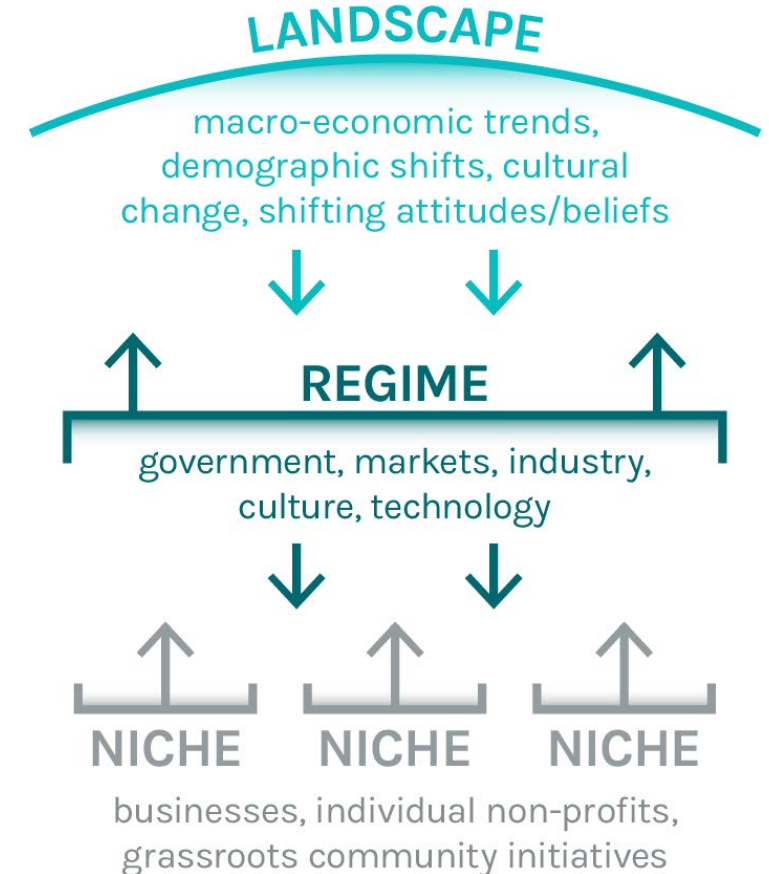 LANDSCAPE
macro-economic trends,
demographic shifts, cultural
change, shifting attitudes/beliefs
REGIME
government, markets, industry,
culture, technology
NICHE NICHE NICHE
businesses, individual non-profits,
grassroots community initiatives